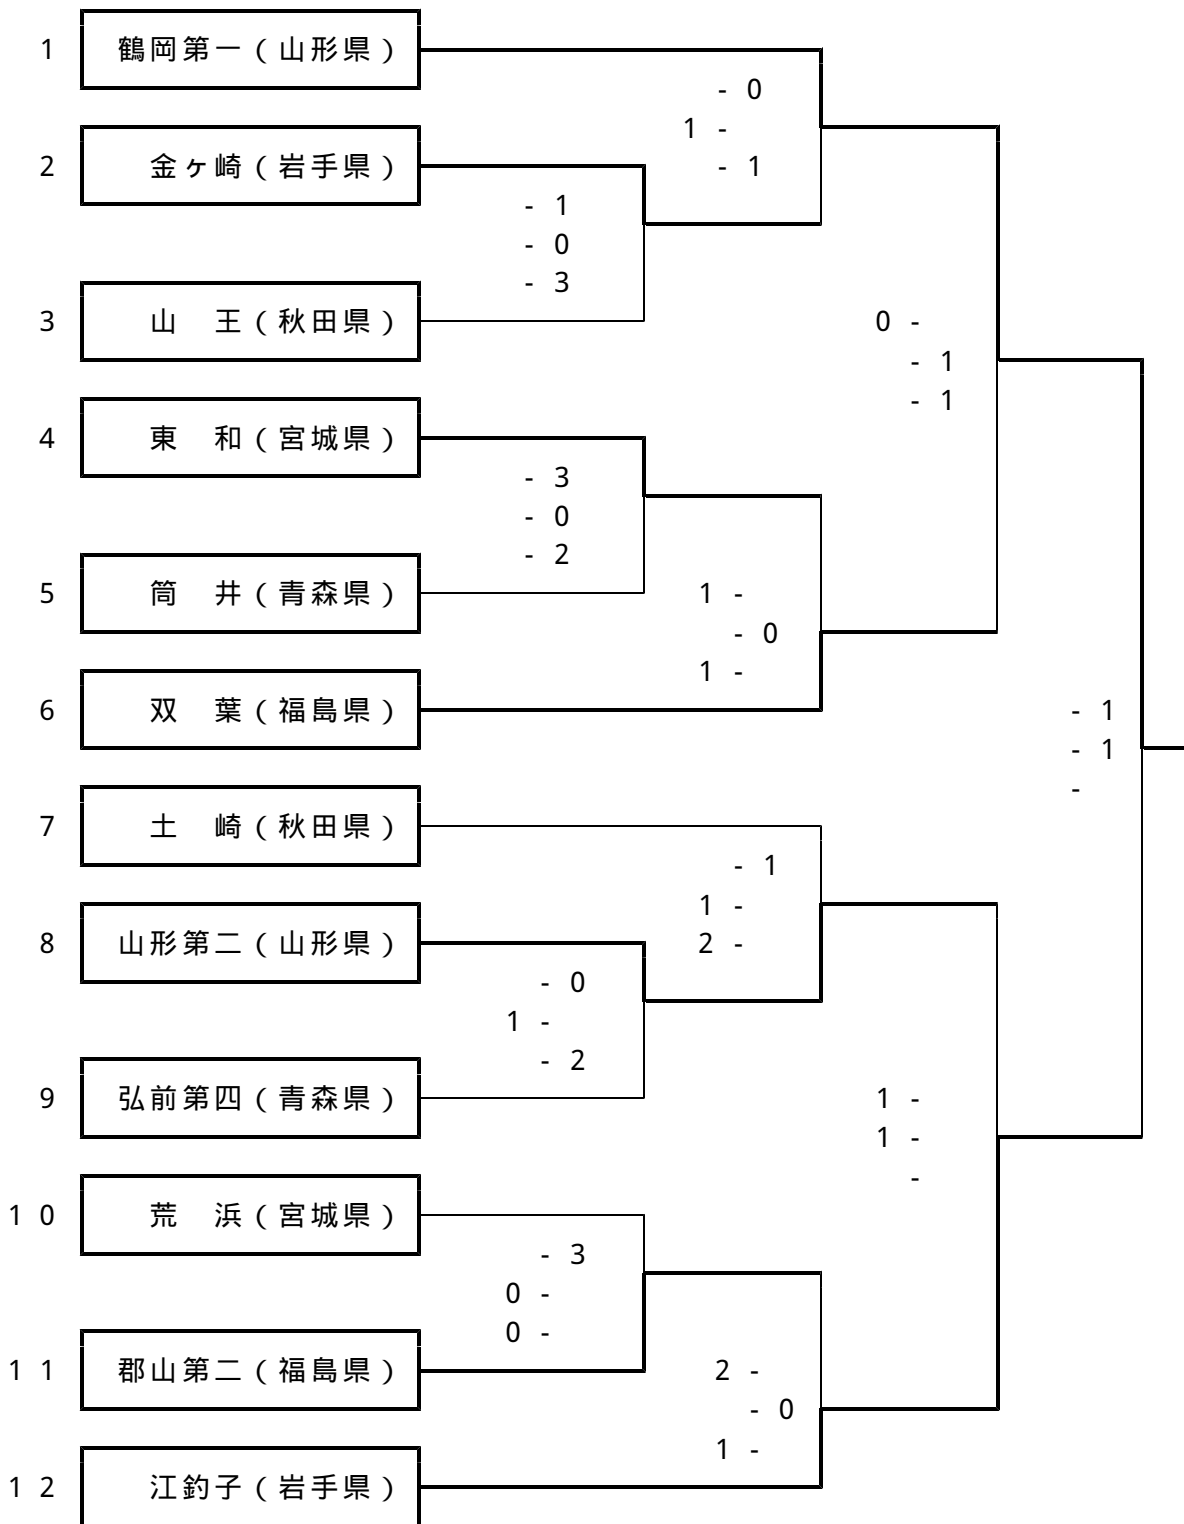 1 鶴岡第一(山形県)
- 0
1 -
2 金ヶ崎(岩手県)
- 1
- 1
- 0
- 3
3 山　王(秋田県)
0 -
- 1
- 1
4 東　和(宮城県)
- 3
- 0
- 2
5 筒　井(青森県)
1 -
- 0
1 -
6 双　葉(福島県)
- 1
- 1
-
7 土　崎(秋田県)
- 1
1 -
8 山形第二(山形県)
2 -
- 0
1 -
- 2
9 弘前第四(青森県)
1 -
1 -
-
10 荒　浜(宮城県)
- 3
0 -
0 -
11 郡山第二(福島県)
2 -
- 0
1 -
12 江釣子(岩手県)